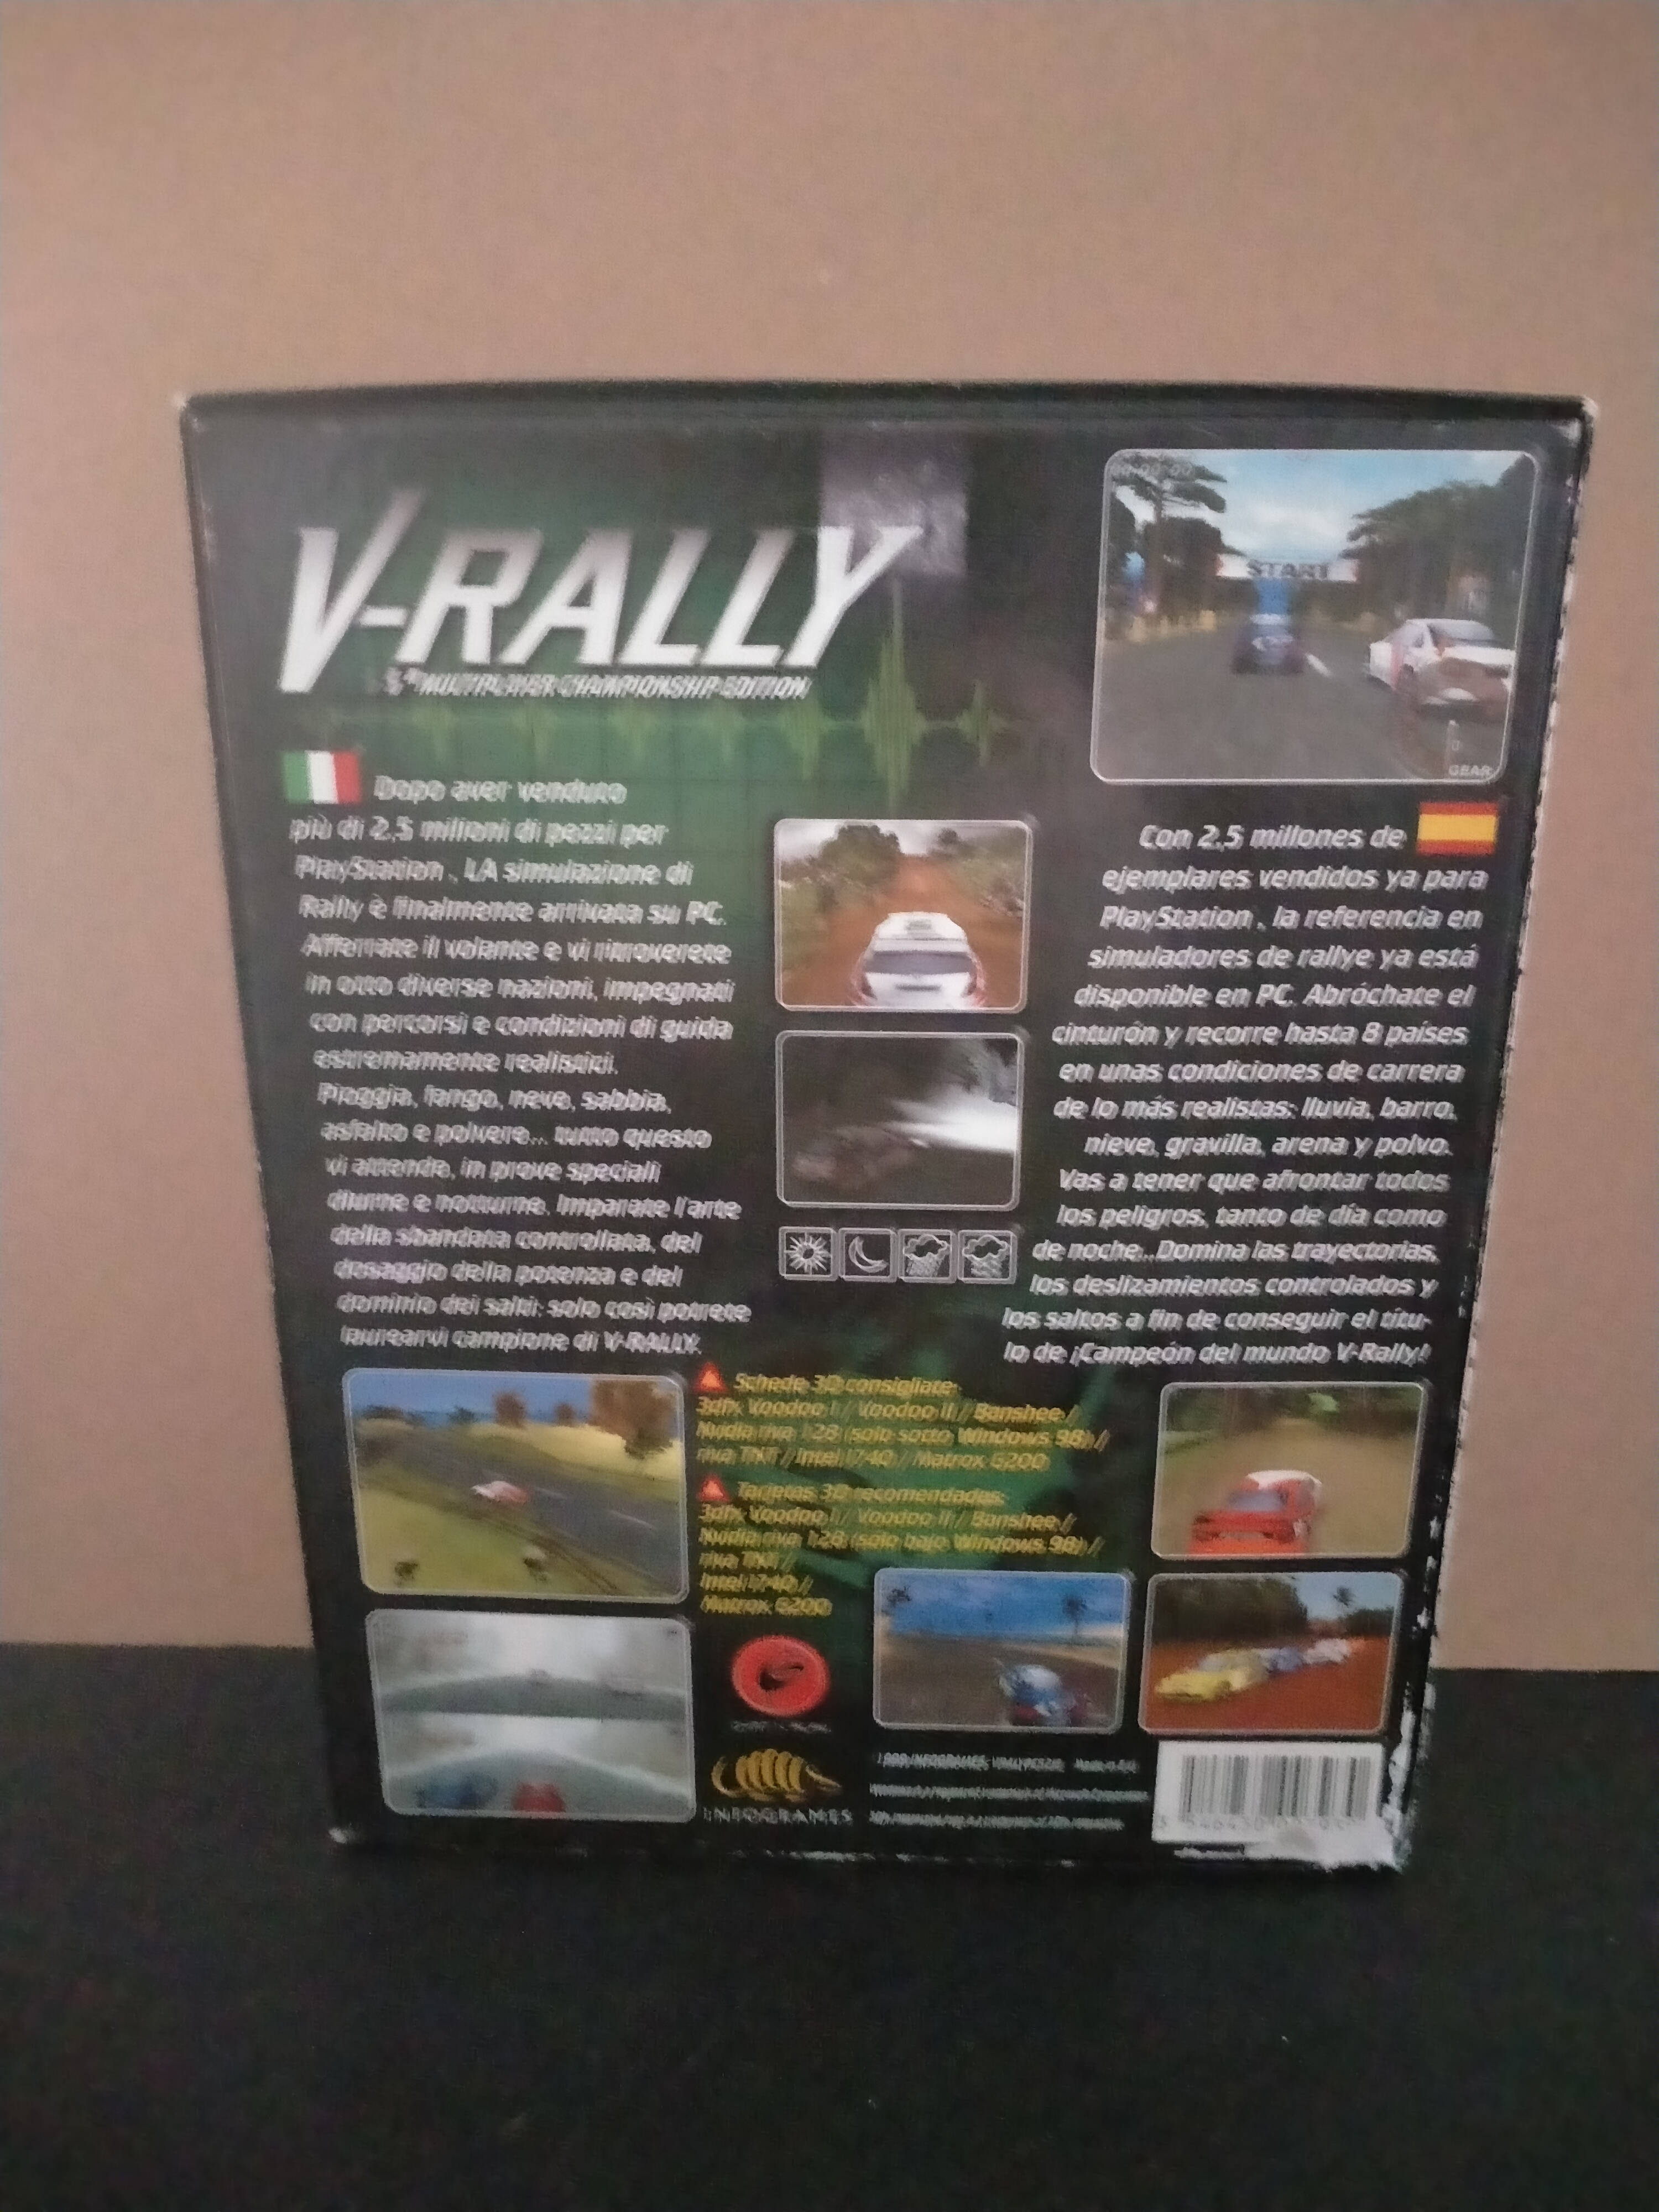 V-RALLY
MULTIPLAYER CHAMPIONSHIP EDITION
START
GEAR
Dopo aver venduto
più di 2,5 milioni di pezzi per
PlayStation, LA simulazione di
Rally è finalmente arrivata su PC.
Afferrate il volante e vi ritroverete
in otto diverse nazioni, impegnati
con percorsi e condizioni di guida
estremamente realistici.
Pioggia, fango, neve, sabbia,
asfalto e polvere... tutto questo
vi attende, in prove speciali
diurne e notturne. Imparate l'arte
della sbandata controllata, del
dosaggio della potenza e del
dominio dei salti: solo così potrete
laurearvi campione di V-RALLY.
Con 2,5 millones de
ejemplares vendidos ya para
PlayStation, la referencia en
simuladores de rallye ya está
disponible en PC. Abróchate el
cinturón y recorre hasta 8 países
en unas condiciones de carrera
de lo más realistas: lluvia, barro,
nieve, gravilla, arena y polvo.
Vas a tener que afrontar todos
los peligros, tanto de día como
de noche...Domina las trayectorias,
los deslizamientos controlados y
los saltos a fin de conseguir el títu-
lo de ¡Campeón del mundo V-Rally!
Schede 3D consigliate:
3dfx Voodoo I / Voodoo II / Banshee /
Nvidia riva 128 (solo sotto Windows 98) /
riva TNT / Intel I740 / Matrox G200
Tarjetas 3D recomendadas:
3dfx Voodoo I / Voodoo II / Banshee /
Nvidia riva 128 (solo bajo Windows 98) /
riva TNT /
Intel I740 /
Matrox G200
INFOGRAMES
1999 INFOGRAMES